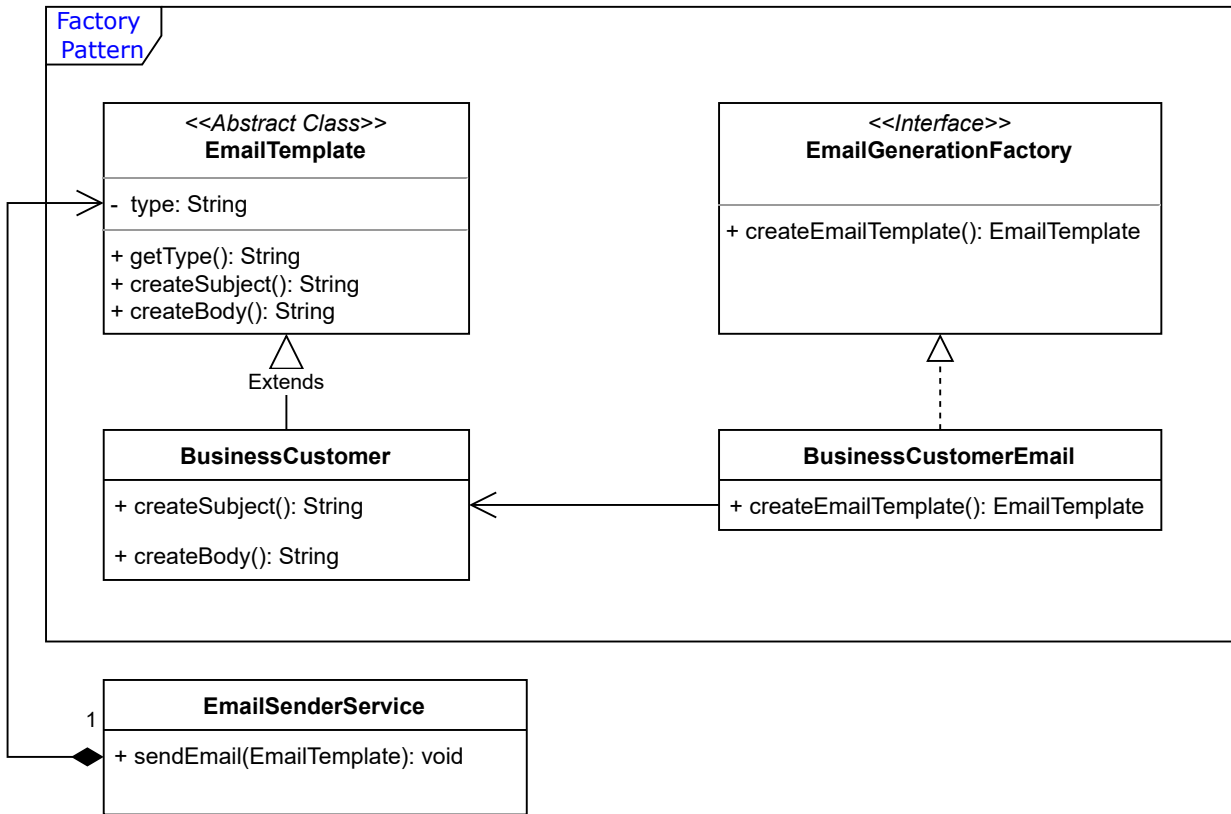 Factory
Pattern
<<Abstract Class>>
EmailTemplate
- type: String
+ getType(): String
+ createSubject(): String
+ createBody(): String
<<Interface>>
EmailGenerationFactory
+ createEmailTemplate(): EmailTemplate
Extends
BusinessCustomer
+ createSubject(): String
+ createBody(): String
BusinessCustomerEmail
+ createEmailTemplate(): EmailTemplate
1
EmailSenderService
+ sendEmail(EmailTemplate): void